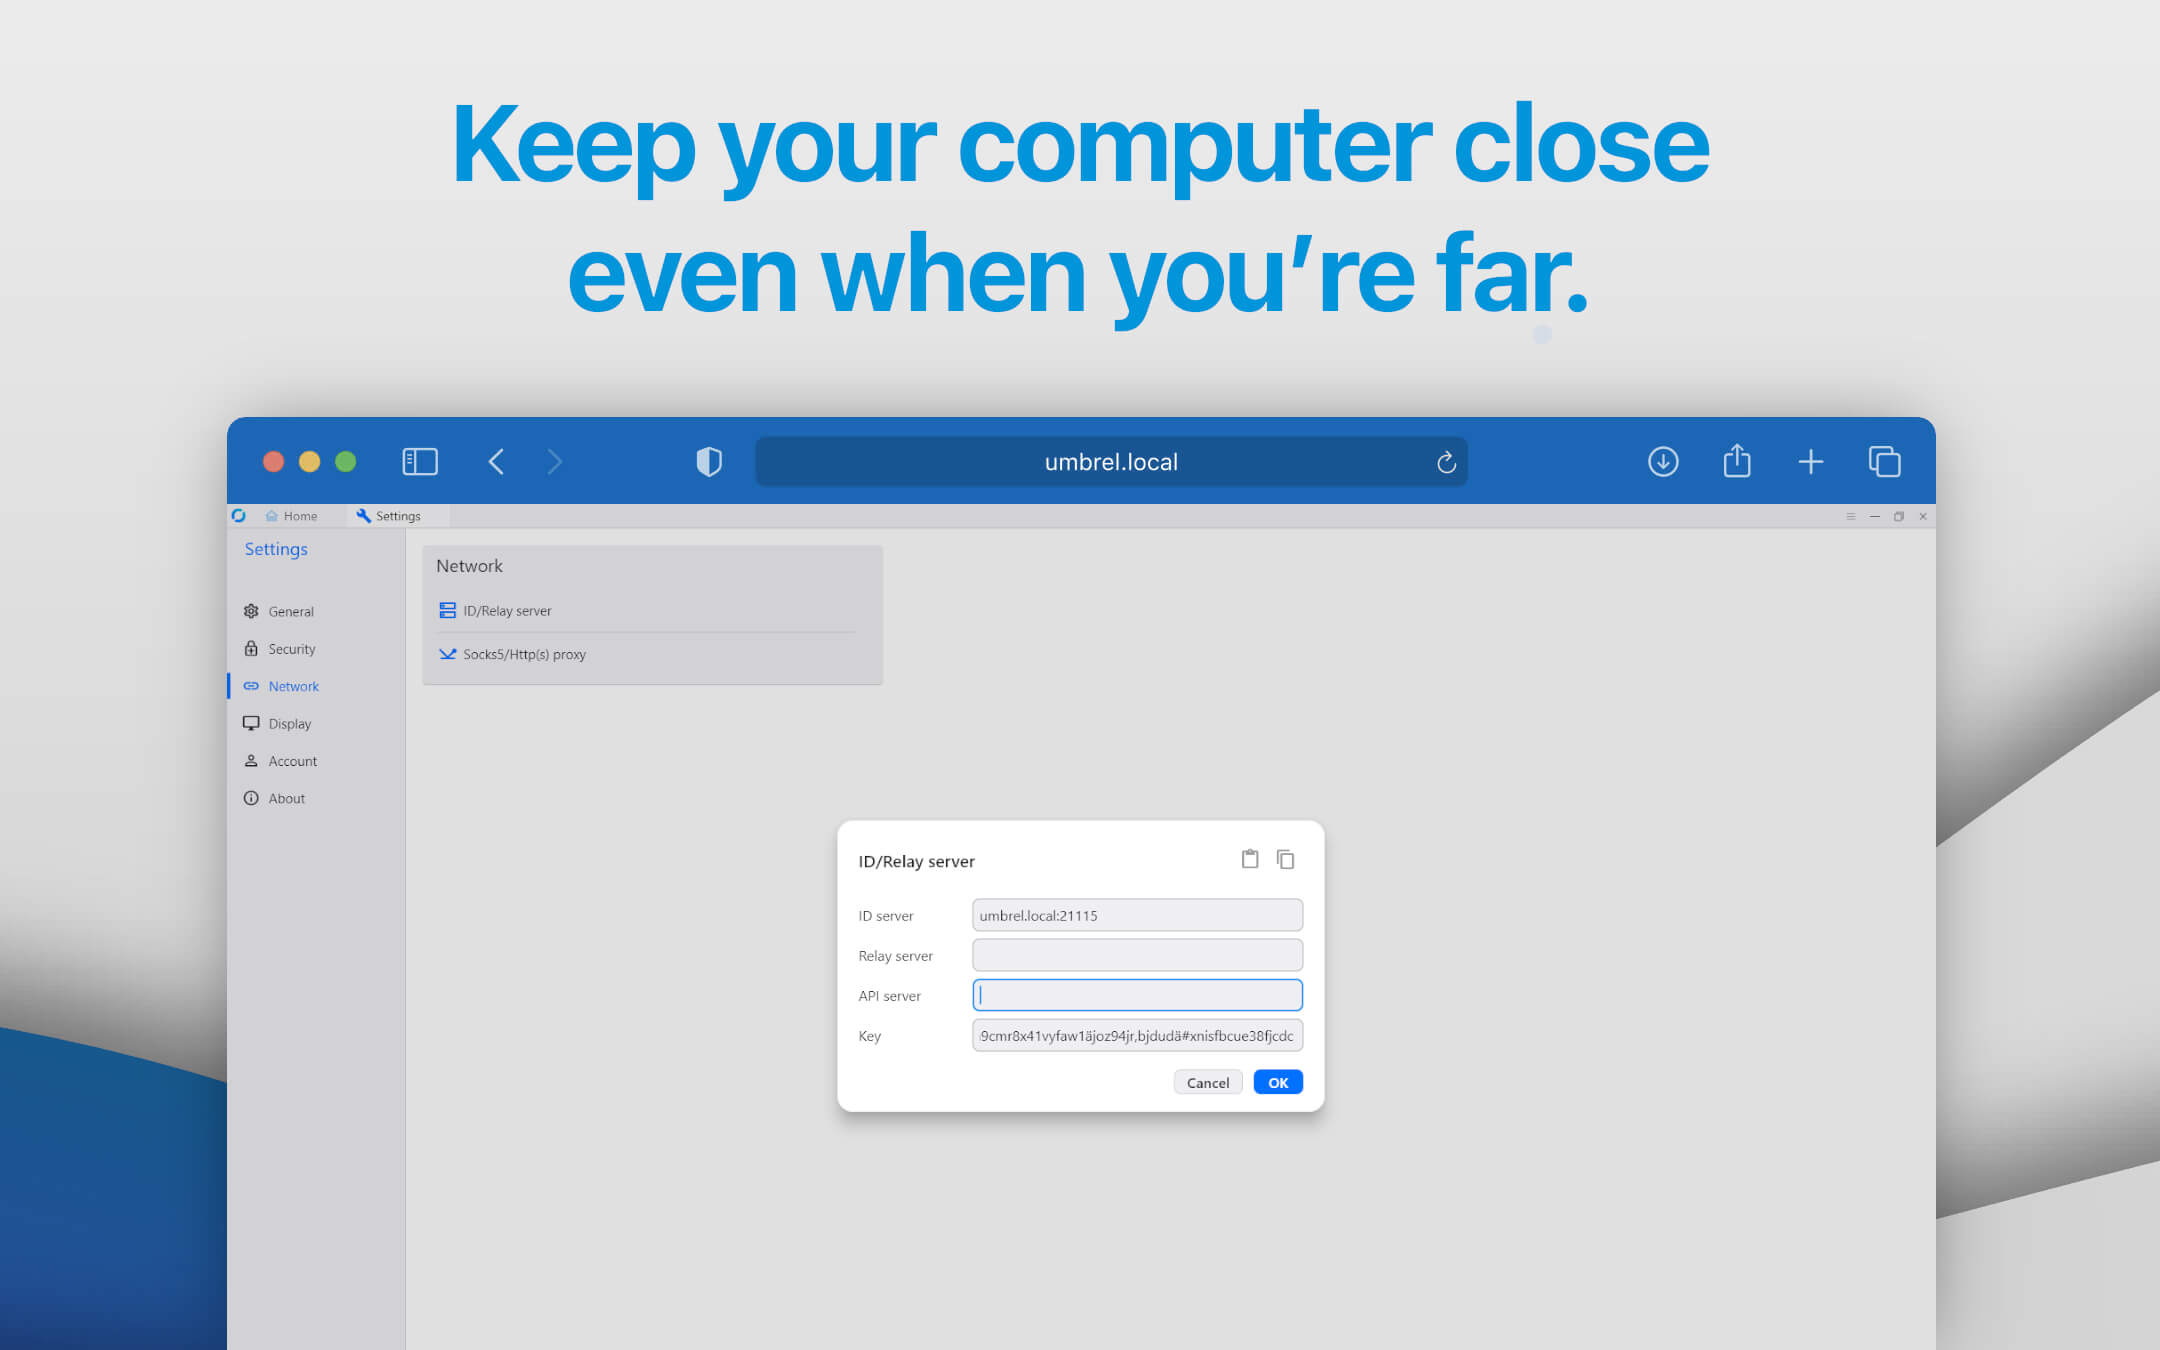 Keep your computer close
even when you’re far.
umbrel.local
Home
Settings
Settings
General
Security
Network
Display
Account
About
Network
ID/Relay server
Socks5/Http(s) proxy
ID/Relay server
ID server
umbrel.local:21115
Relay server
API server
Key
9cmr8x41vyfaw1äjoz94jr,bjdudä#xnisfbcue38fjcdc
Cancel
OK